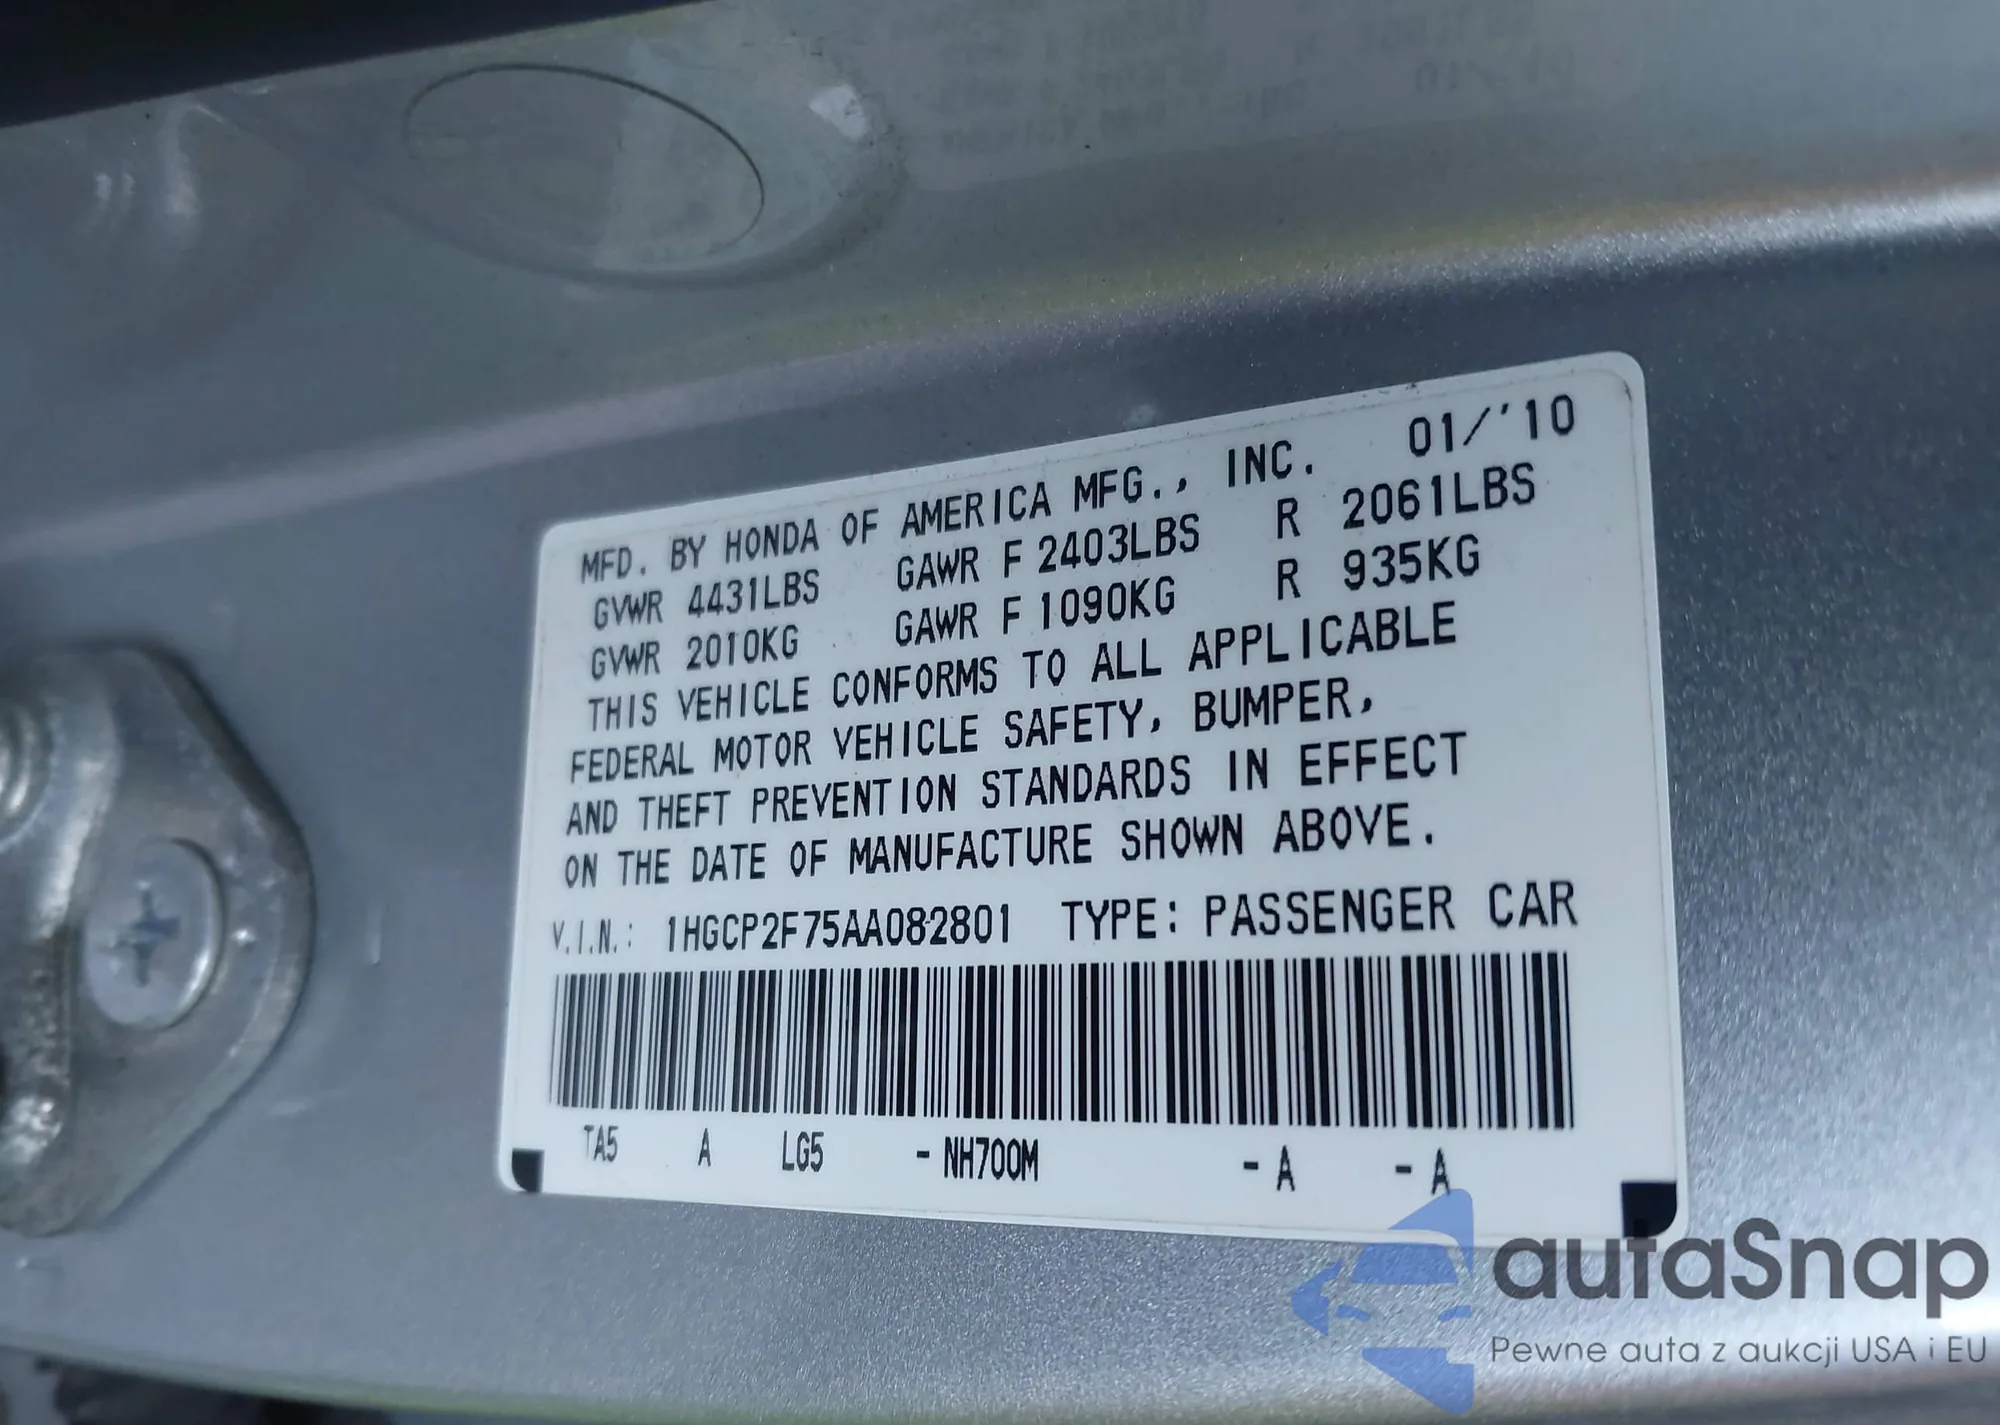 MFD. BY HONDA OF AMERICA MFG., INC. 01/'10
GVWR 4431LBS GAWR F 2403LBS R 2061LBS
GVWR 2010KG GAWR F 1090KG R 935KG
THIS VEHICLE CONFORMS TO ALL APPLICABLE
FEDERAL MOTOR VEHICLE SAFETY, BUMPER,
AND THEFT PREVENTION STANDARDS IN EFFECT
ON THE DATE OF MANUFACTURE SHOWN ABOVE.
V.I.N.: 1HGCP2F75AA082801 TYPE: PASSENGER CAR
TA5 A LG5 -NH700M -A -A
autaSnap
Pewne auta z aukcji USA i EU